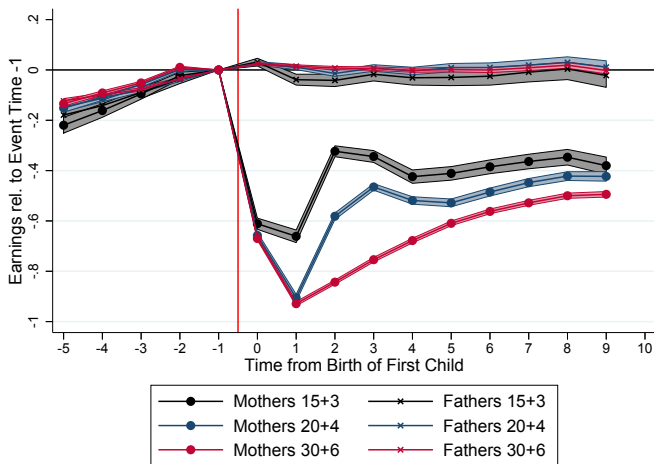 Earnings rel. to Event Time -1
.2
0
-.2
-.4
-.6
-.8
-1
-5 -4 -3 -2 -1 0 1 2 3 4 5 6 7 8 9 10
Time from Birth of First Child
Mothers 15+3 Fathers 15+3
Mothers 20+4 Fathers 20+4
Mothers 30+6 Fathers 30+6